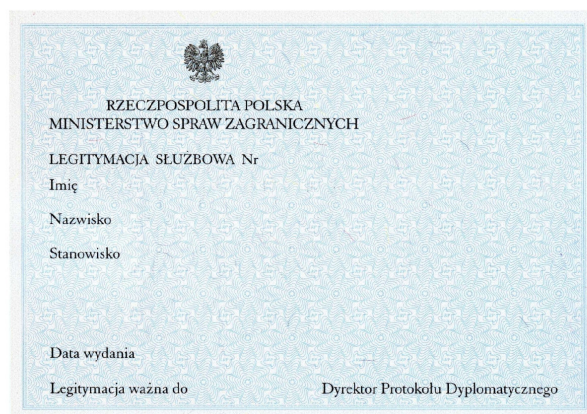 RZECZPOSPOLITA POLSKA
MINISTERSTWO SPRAW ZAGRANICZNYCH
LEGITYMACJA SŁUŻBOWA Nr
Imię
Nazwisko
Stanowisko
Data wydania
Legitymacja ważna do Dyrektor Protokołu Dyplomatycznego